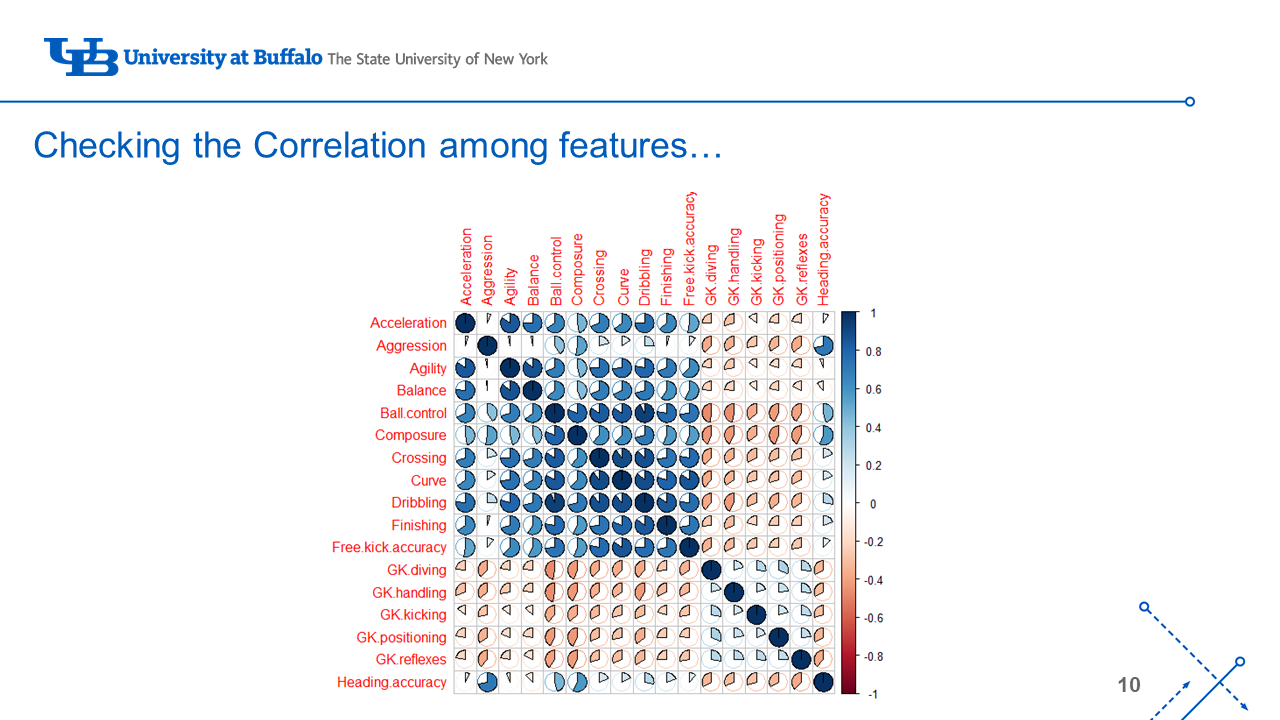 UB University at Buffalo The State University of New York
Checking the Correlation among features…
Acceleration
Aggression
Agility
Balance
Ball.control
Composure
Crossing
Curve
Dribbling
Finishing
Free.kick.accuracy
GK.diving
GK.handling
GK.kicking
GK.positioning
GK.reflexes
Heading.accuracy
Acceleration
Aggression
Agility
Balance
Ball.control
Composure
Crossing
Curve
Dribbling
Finishing
Free.kick.accuracy
GK.diving
GK.handling
GK.kicking
GK.positioning
GK.reflexes
Heading.accuracy
1
0.8
0.6
0.4
0.2
0
-0.2
-0.4
-0.6
-0.8
-1
10